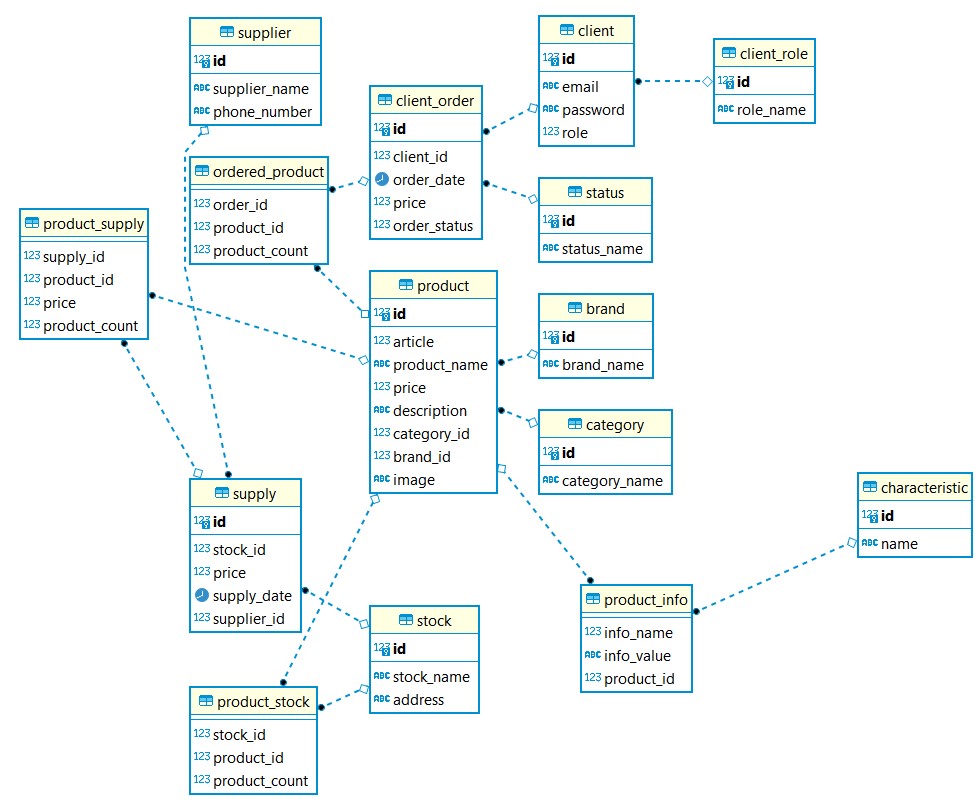 supplier
123 id
ABC supplier_name
ABC phone_number
client
123 id
ABC email
ABC password
123 role
client_role
123 id
ABC role_name
client_order
123 id
123 client_id
order_date
123 price
123 order_status
ordered_product
123 order_id
123 product_id
123 product_count
status
123 id
ABC status_name
product_supply
123 supply_id
123 product_id
123 price
123 product_count
product
123 id
123 article
ABC product_name
123 price
ABC description
123 category_id
123 brand_id
ABC image
brand
123 id
ABC brand_name
category
123 id
ABC category_name
supply
123 id
123 stock_id
123 price
supply_date
123 supplier_id
characteristic
123 id
ABC name
stock
123 id
ABC stock_name
ABC address
product_info
123 info_name
ABC info_value
123 product_id
product_stock
123 stock_id
123 product_id
123 product_count